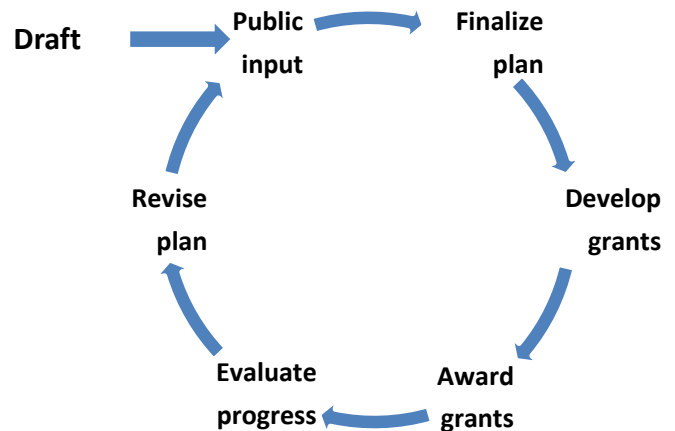 Draft
Public
input
Finalize
plan
Develop
grants
Award
grants
Evaluate
progress
Revise
plan